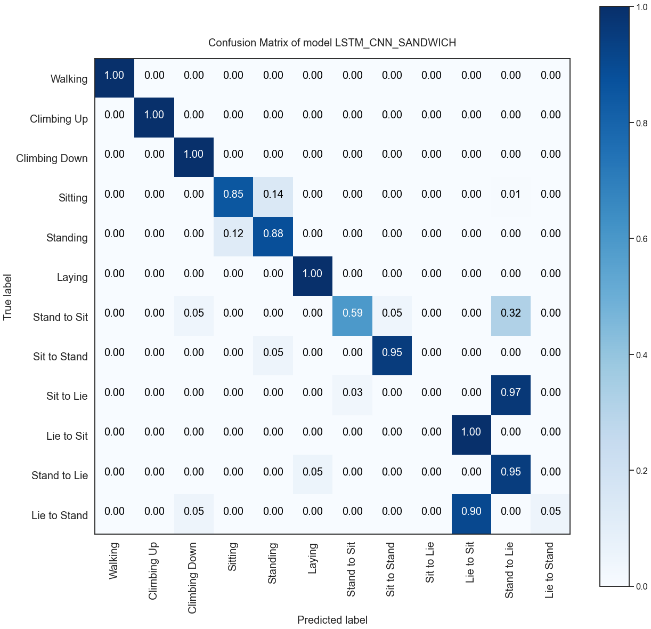 Confusion Matrix of model LSTM_CNN_SANDWICH
Walking 1.00 0.00 0.00 0.00 0.00 0.00 0.00 0.00 0.00 0.00 0.00 0.00
Climbing Up 0.00 1.00 0.00 0.00 0.00 0.00 0.00 0.00 0.00 0.00 0.00 0.00
Climbing Down 0.00 0.00 1.00 0.00 0.00 0.00 0.00 0.00 0.00 0.00 0.00 0.00
Sitting 0.00 0.00 0.00 0.85 0.14 0.00 0.00 0.00 0.00 0.00 0.01 0.00
Standing 0.00 0.00 0.00 0.12 0.88 0.00 0.00 0.00 0.00 0.00 0.00 0.00
Laying 0.00 0.00 0.00 0.00 0.00 1.00 0.00 0.00 0.00 0.00 0.00 0.00
Stand to Sit 0.00 0.00 0.05 0.00 0.00 0.00 0.59 0.05 0.00 0.00 0.32 0.00
Sit to Stand 0.00 0.00 0.00 0.00 0.05 0.00 0.00 0.95 0.00 0.00 0.00 0.00
Sit to Lie 0.00 0.00 0.00 0.00 0.00 0.00 0.03 0.00 0.00 0.00 0.97 0.00
Lie to Sit 0.00 0.00 0.00 0.00 0.00 0.00 0.00 0.00 0.00 1.00 0.00 0.00
Stand to Lie 0.00 0.00 0.00 0.00 0.00 0.05 0.00 0.00 0.00 0.00 0.95 0.00
Lie to Stand 0.00 0.00 0.05 0.00 0.00 0.00 0.00 0.00 0.00 0.90 0.00 0.05
True label
Walking
Climbing Up
Climbing Down
Sitting
Standing
Laying
Stand to Sit
Sit to Stand
Sit to Lie
Lie to Sit
Stand to Lie
Lie to Stand
Predicted label
1.0
0.8
0.6
0.4
0.2
0.0